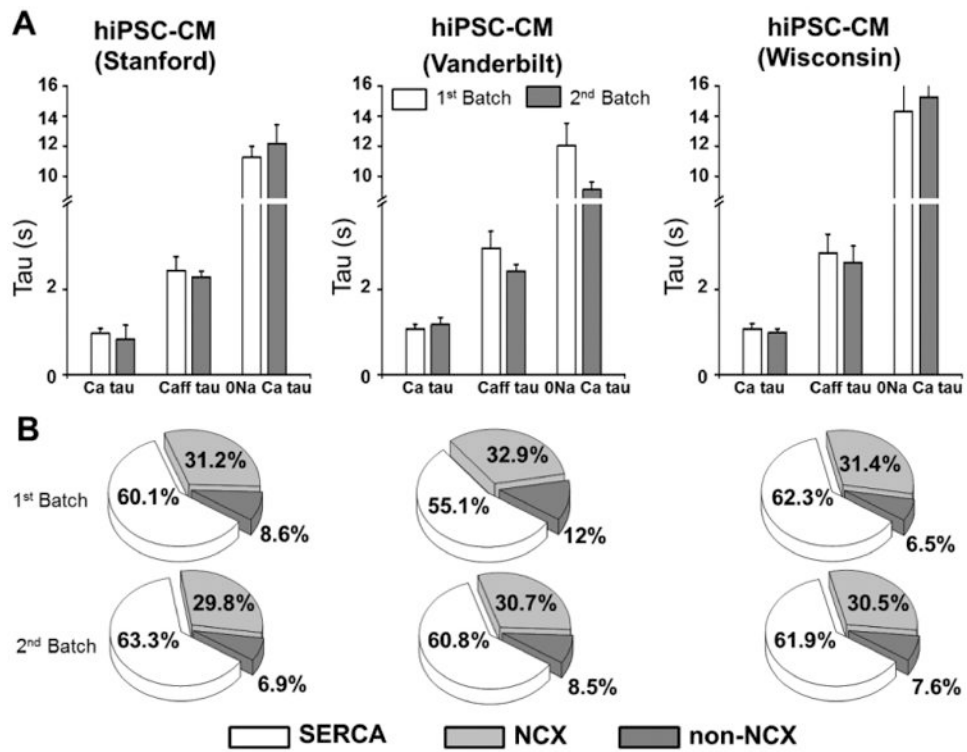 A
hiPSC-CM
(Stanford)
hiPSC-CM
(Vanderbilt)
hiPSC-CM
(Wisconsin)
1st Batch
2nd Batch
Tau (s)
16
14
12
10
2
0
Ca tau
Caff tau
0Na Ca tau
Tau (s)
16
14
12
10
2
0
Ca tau
Caff tau
0Na Ca tau
Tau (s)
16
14
12
10
2
0
Ca tau
Caff tau
0Na Ca tau
B
1st Batch
60.1%
31.2%
8.6%
55.1%
32.9%
12%
62.3%
31.4%
6.5%
2nd Batch
63.3%
29.8%
6.9%
60.8%
30.7%
8.5%
61.9%
30.5%
7.6%
SERCA
NCX
non-NCX